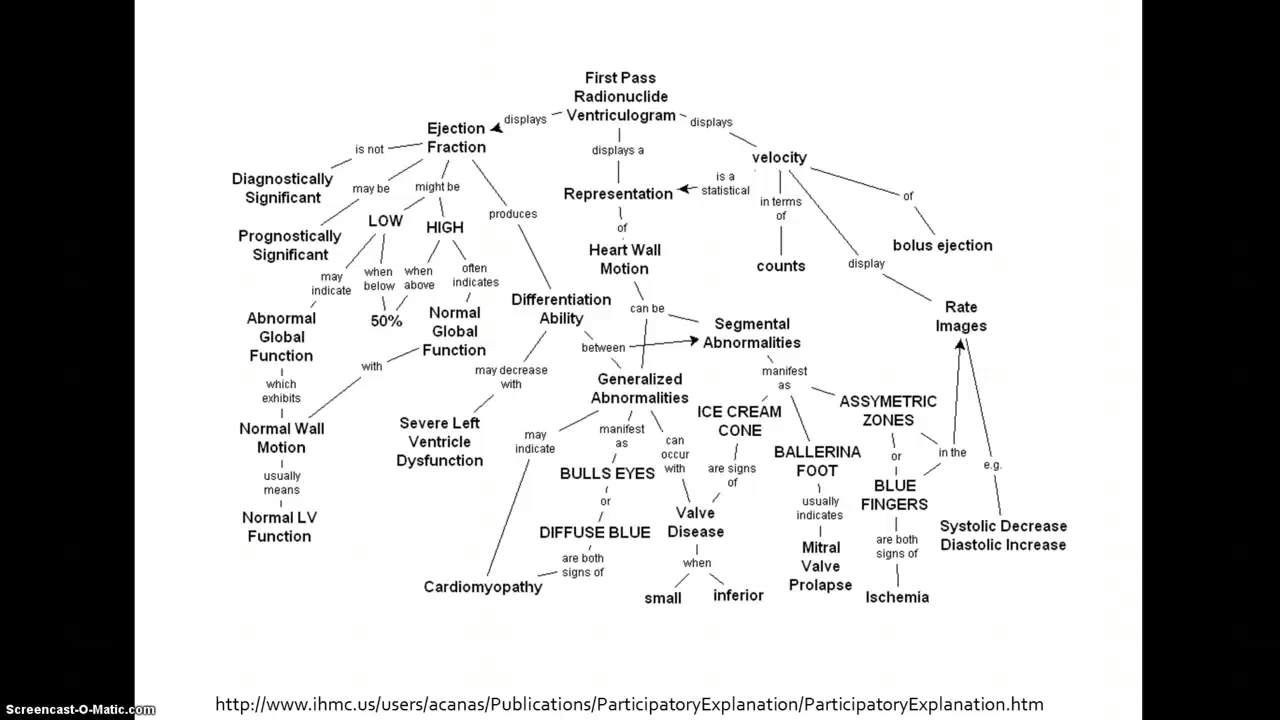 First Pass
Radionuclide
Ventriculogram
displays
displays a
displays
Ejection
Fraction
velocity
is not
may be
might be
produces
Representation
is a
statistical
in terms
of
of
Diagnostically
Significant
Prognostically
Significant
LOW
HIGH
of
Heart Wall
Motion
counts
display
bolus ejection
may
indicate
when
below
when
above
often
indicates
Differentiation
Ability
can be
Rate
Images
Abnormal
Global
Function
50%
Normal
Global
Function
between
Segmental
Abnormalities
with
may decrease
with
Generalized
Abnormalities
manifest
as
which
exhibits
Severe Left
Ventricle
Dysfunction
may
indicate
manifest
as
can
occur
with
ICE CREAM
CONE
BALLERINA
FOOT
ASSYMETRIC
ZONES
Normal Wall
Motion
BULLS EYES
are signs
of
or
in the
e.g.
usually
means
or
Valve
Disease
usually
indicates
BLUE
FINGERS
Normal LV
Function
DIFFUSE BLUE
are both
signs of
when
Mitral
Valve
Prolapse
are both
signs of
Systolic Decrease
Diastolic Increase
Cardiomyopathy
small
inferior
Ischemia
http://www.ihmc.us/users/acanas/Publications/ParticipatoryExplanation/ParticipatoryExplanation.htm
Screencast-O-Matic.com